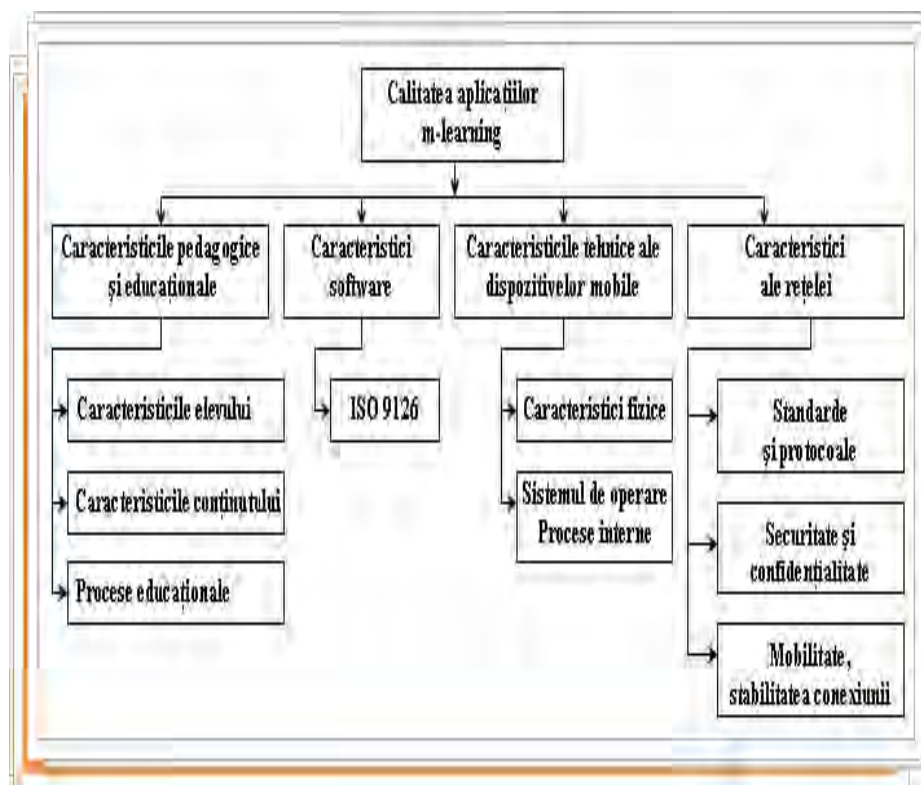 Calitatea aplicațiilor
m-learning
Caracteristicile pedagogice
și educaționale
Caracteristici
software
Caracteristicile tehnice ale
dispozitivelor mobile
Caracteristici
ale rețelei
Caracteristicile elevului
Caracteristicile conținutului
Procese educaționale
ISO 9126
Caracteristici fizice
Sistemul de operare
Procese interne
Standarde
și protocoale
Securitate și
confidențialitate
Mobilitate,
stabilitatea conexiunii